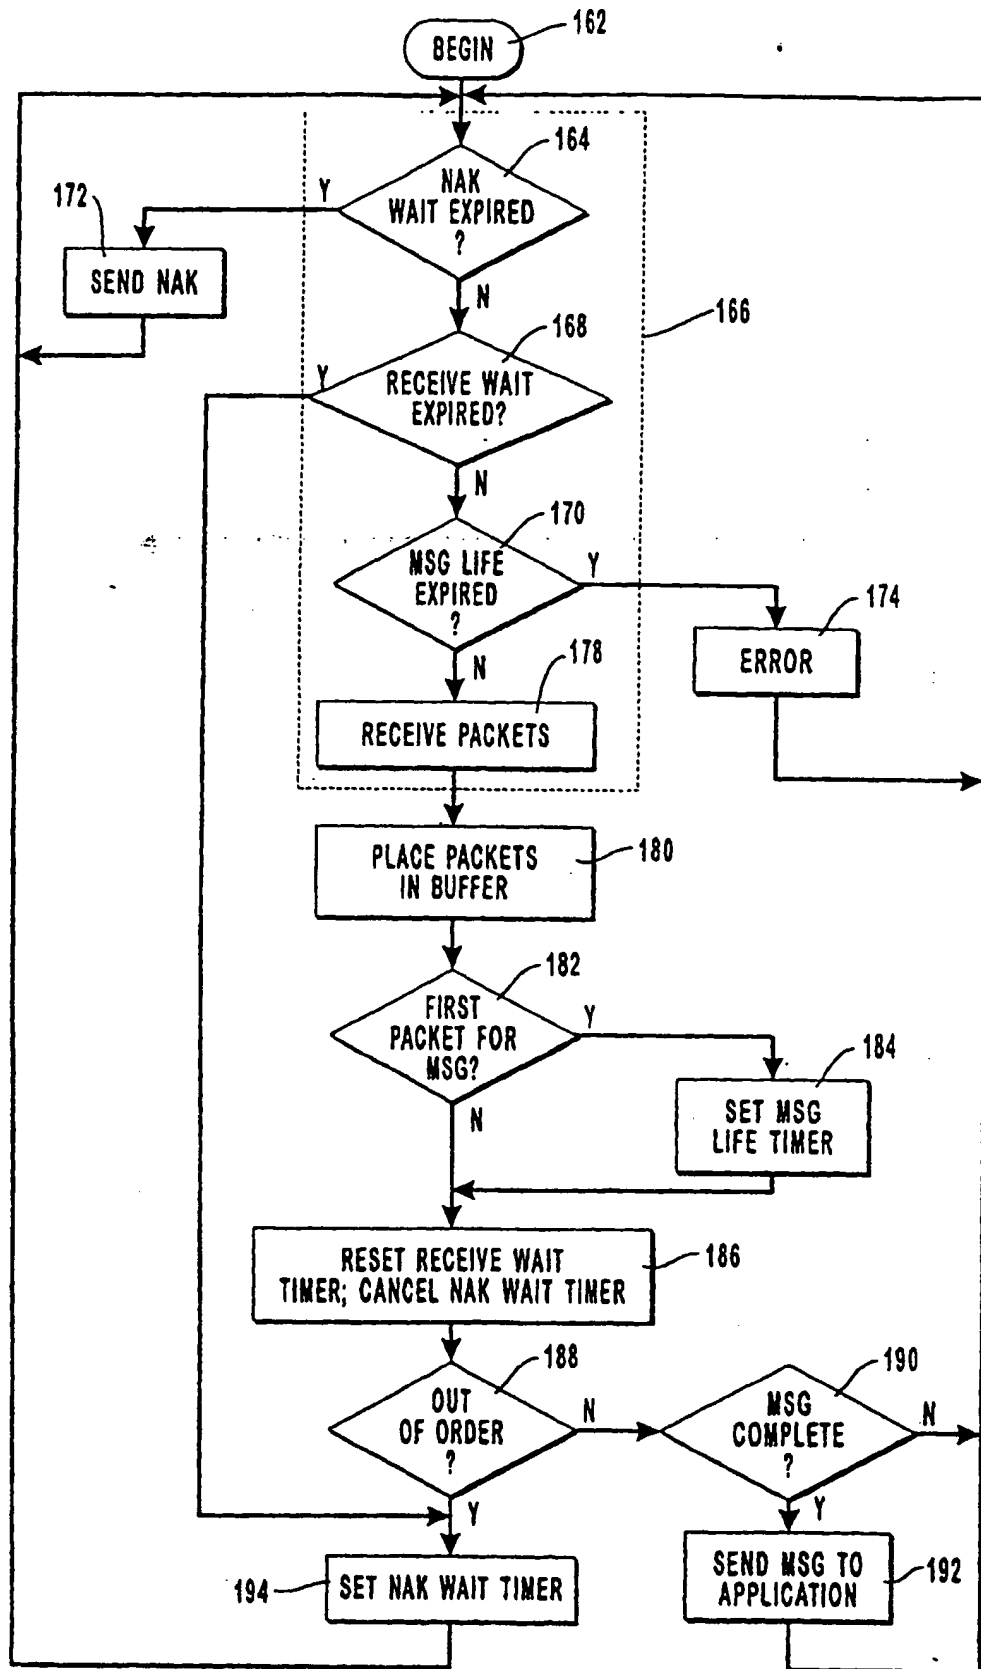 162
BEGIN
164
NAK
WAIT EXPIRED
?
Y
172
SEND NAK
N
166
168
Y
RECEIVE WAIT
EXPIRED?
N
170
MSG LIFE
EXPIRED
?
Y
174
ERROR
N
178
RECEIVE PACKETS
180
PLACE PACKETS
IN BUFFER
182
FIRST
PACKET FOR
MSG?
Y
184
SET MSG
LIFE TIMER
N
RESET RECEIVE WAIT
TIMER; CANCEL NAK WAIT TIMER
186
188
OUT
OF ORDER
?
N
190
MSG
COMPLETE
?
N
Y
Y
194
SET NAK WAIT TIMER
SEND MSG TO
APPLICATION
192